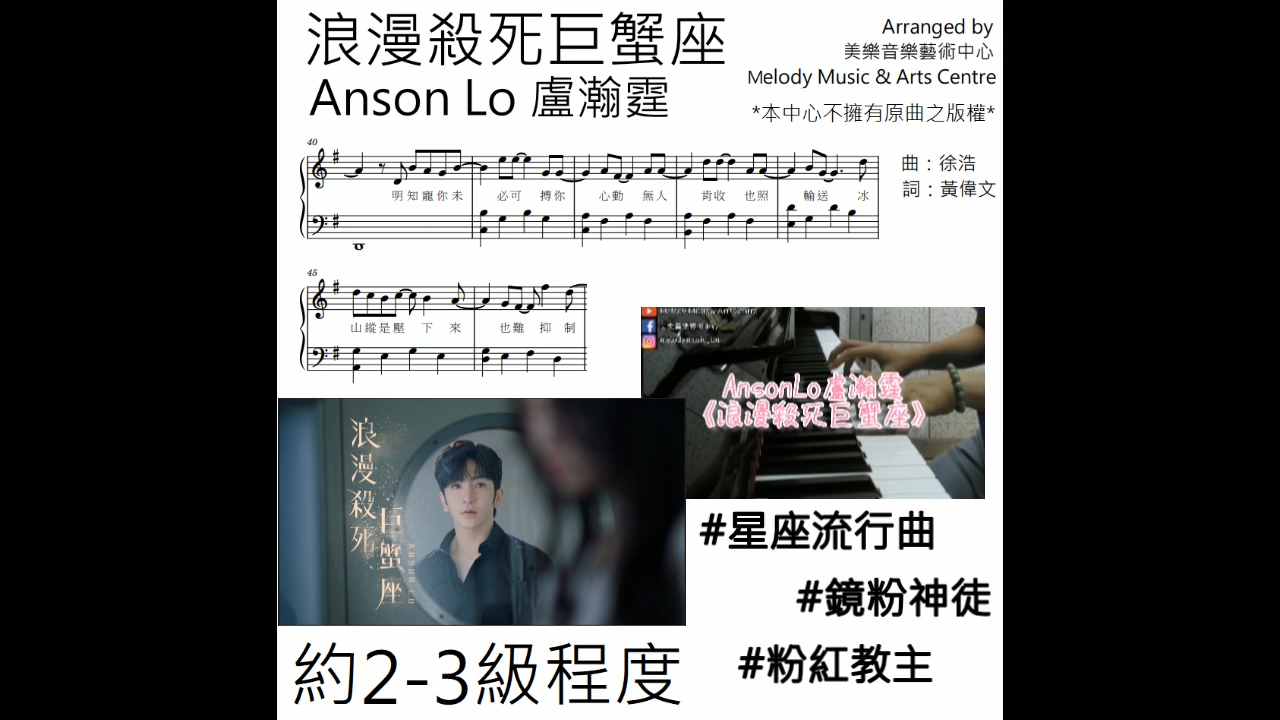 浪漫殺死巨蟹座
Anson Lo 盧瀚霆
Arranged by
美樂音樂藝術中心
Melody Music & Arts Centre
*本中心不擁有原曲之版權*
曲：徐浩
詞：黃偉文
40
明知寵你未 必可 搏你 心動 無人 肯收 也照 輸送 冰
45
山縱是壓 下 來 也難 抑 制
AnsonLo盧瀚霆
《浪漫殺死巨蟹座》
浪漫殺死
巨蟹座
ANSON LO
#星座流行曲
#鏡粉神徒
#粉紅教主
約2-3級程度